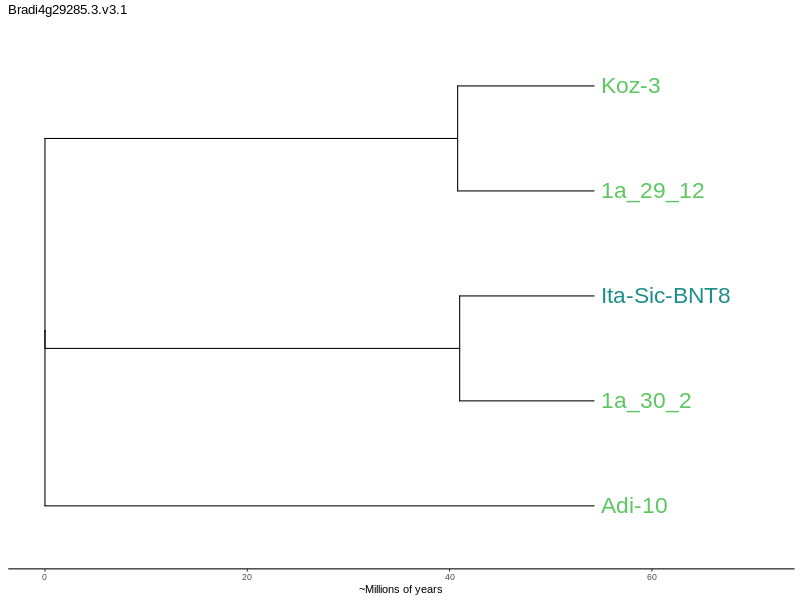 Bradi4g29285.3.v3.1
Koz-3
1a_29_12
Ita-Sic-BNT8
1a_30_2
Adi-10
0 20 40 60
~Millions of years